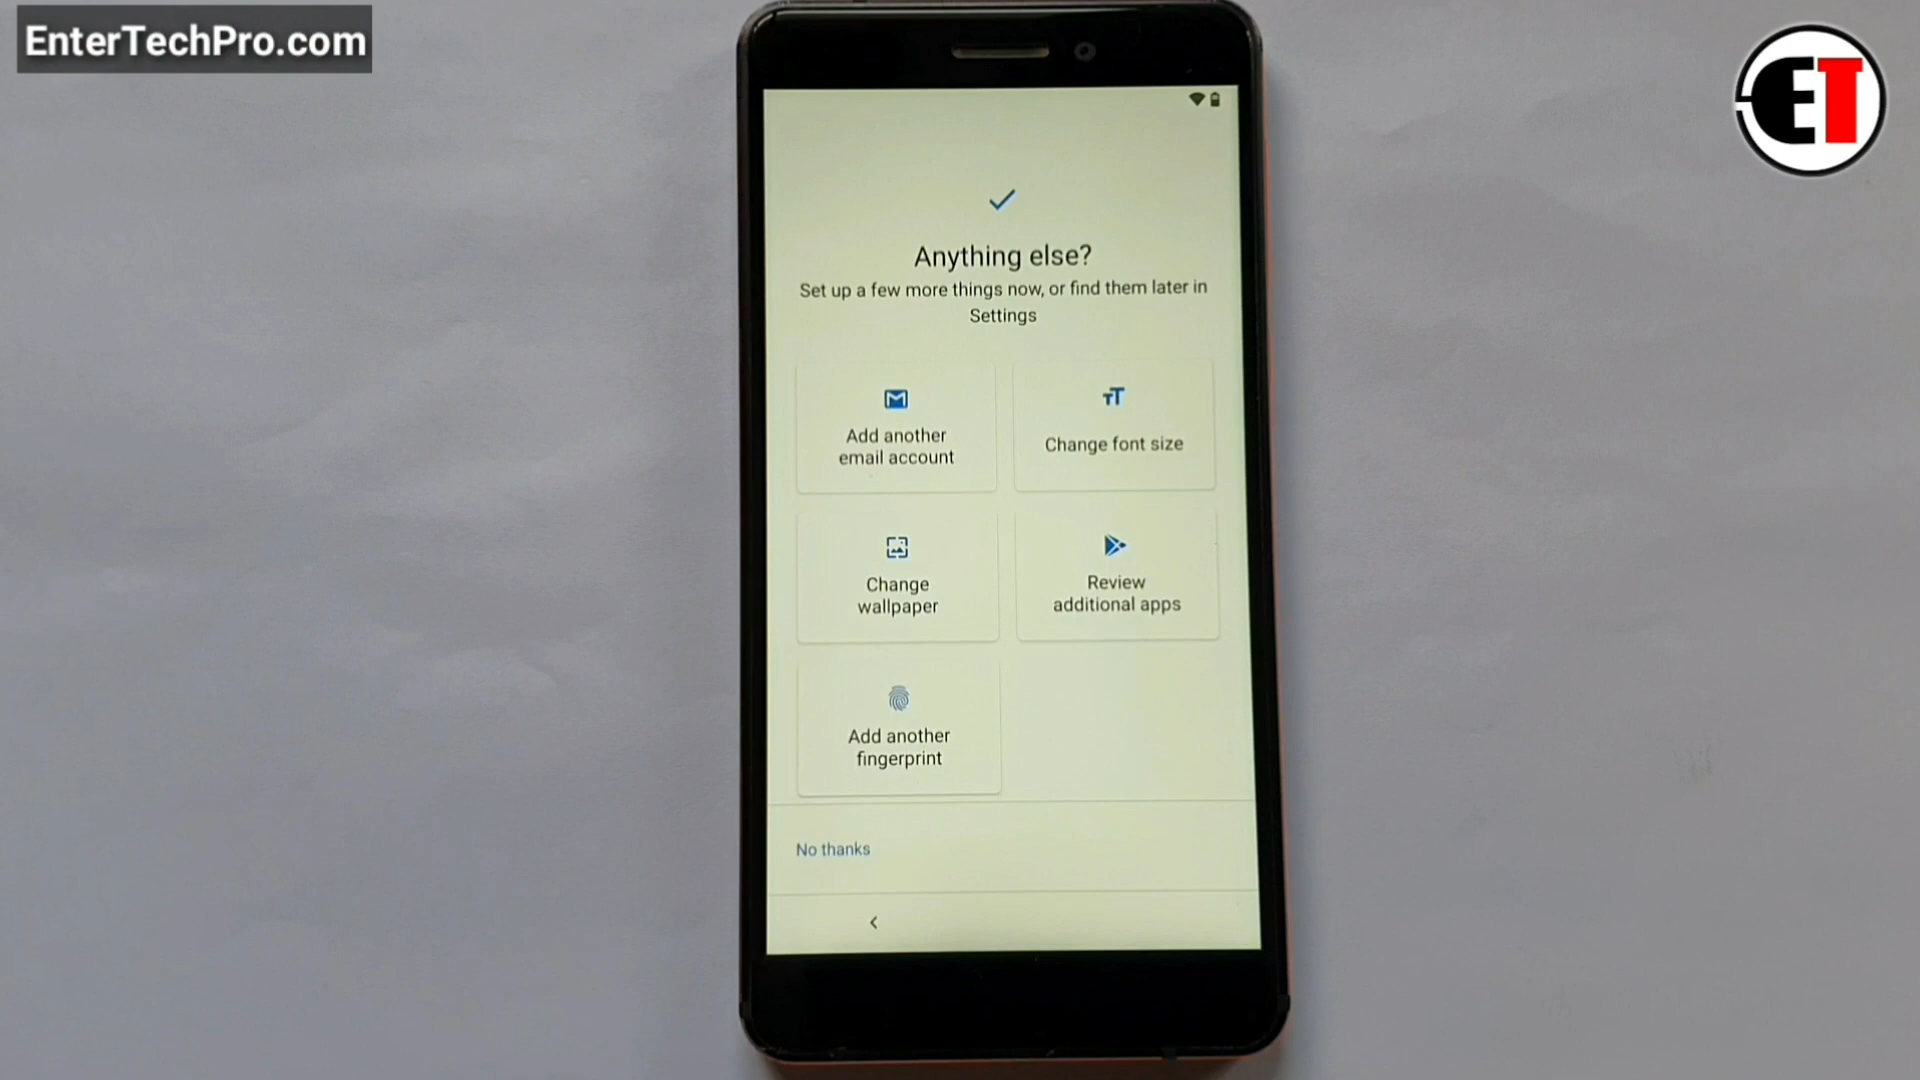 EnterTechPro.com
ET
Anything else?
Set up a few more things now, or find them later in
Settings
Add another
email account
Change font size
Change
wallpaper
Review
additional apps
Add another
fingerprint
No thanks